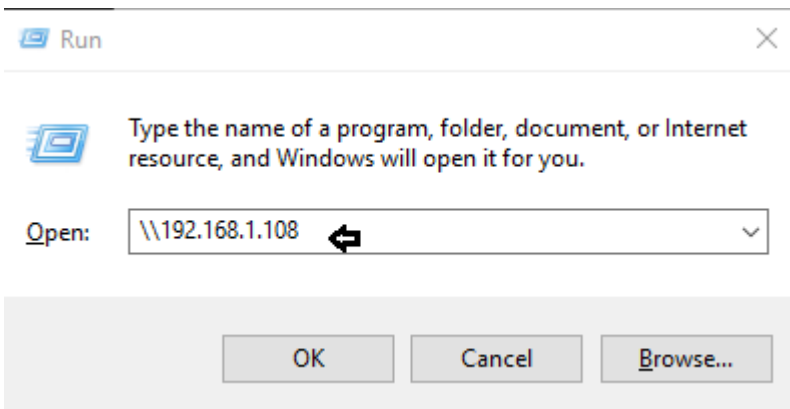 Run
Type the name of a program, folder, document, or Internet
resource, and Windows will open it for you.
Open: \\192.168.1.108
OK Cancel Browse...